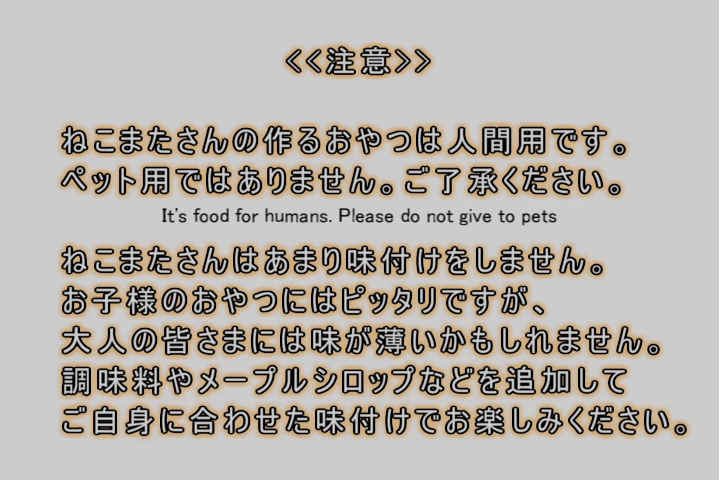 <<注意>>
ねこまたさんの作るおやつは人間用です。
ペット用ではありません。ご了承ください。
It's food for humans. Please do not give to pets
ねこまたさんはあまり味付けをしません。
お子様のおやつにはピッタリですが、
大人の皆さまには味が薄いかもしれません。
調味料やメープルシロップなどを追加して
ご自身に合わせた味付けでお楽しみください。